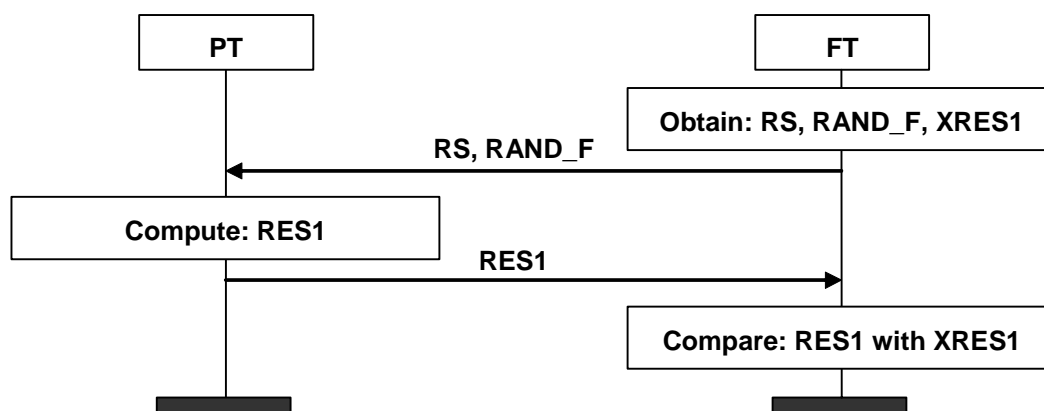 PT
FT
Obtain: RS, RAND_F, XRES1
RS, RAND_F
Compute: RES1
RES1
Compare: RES1 with XRES1